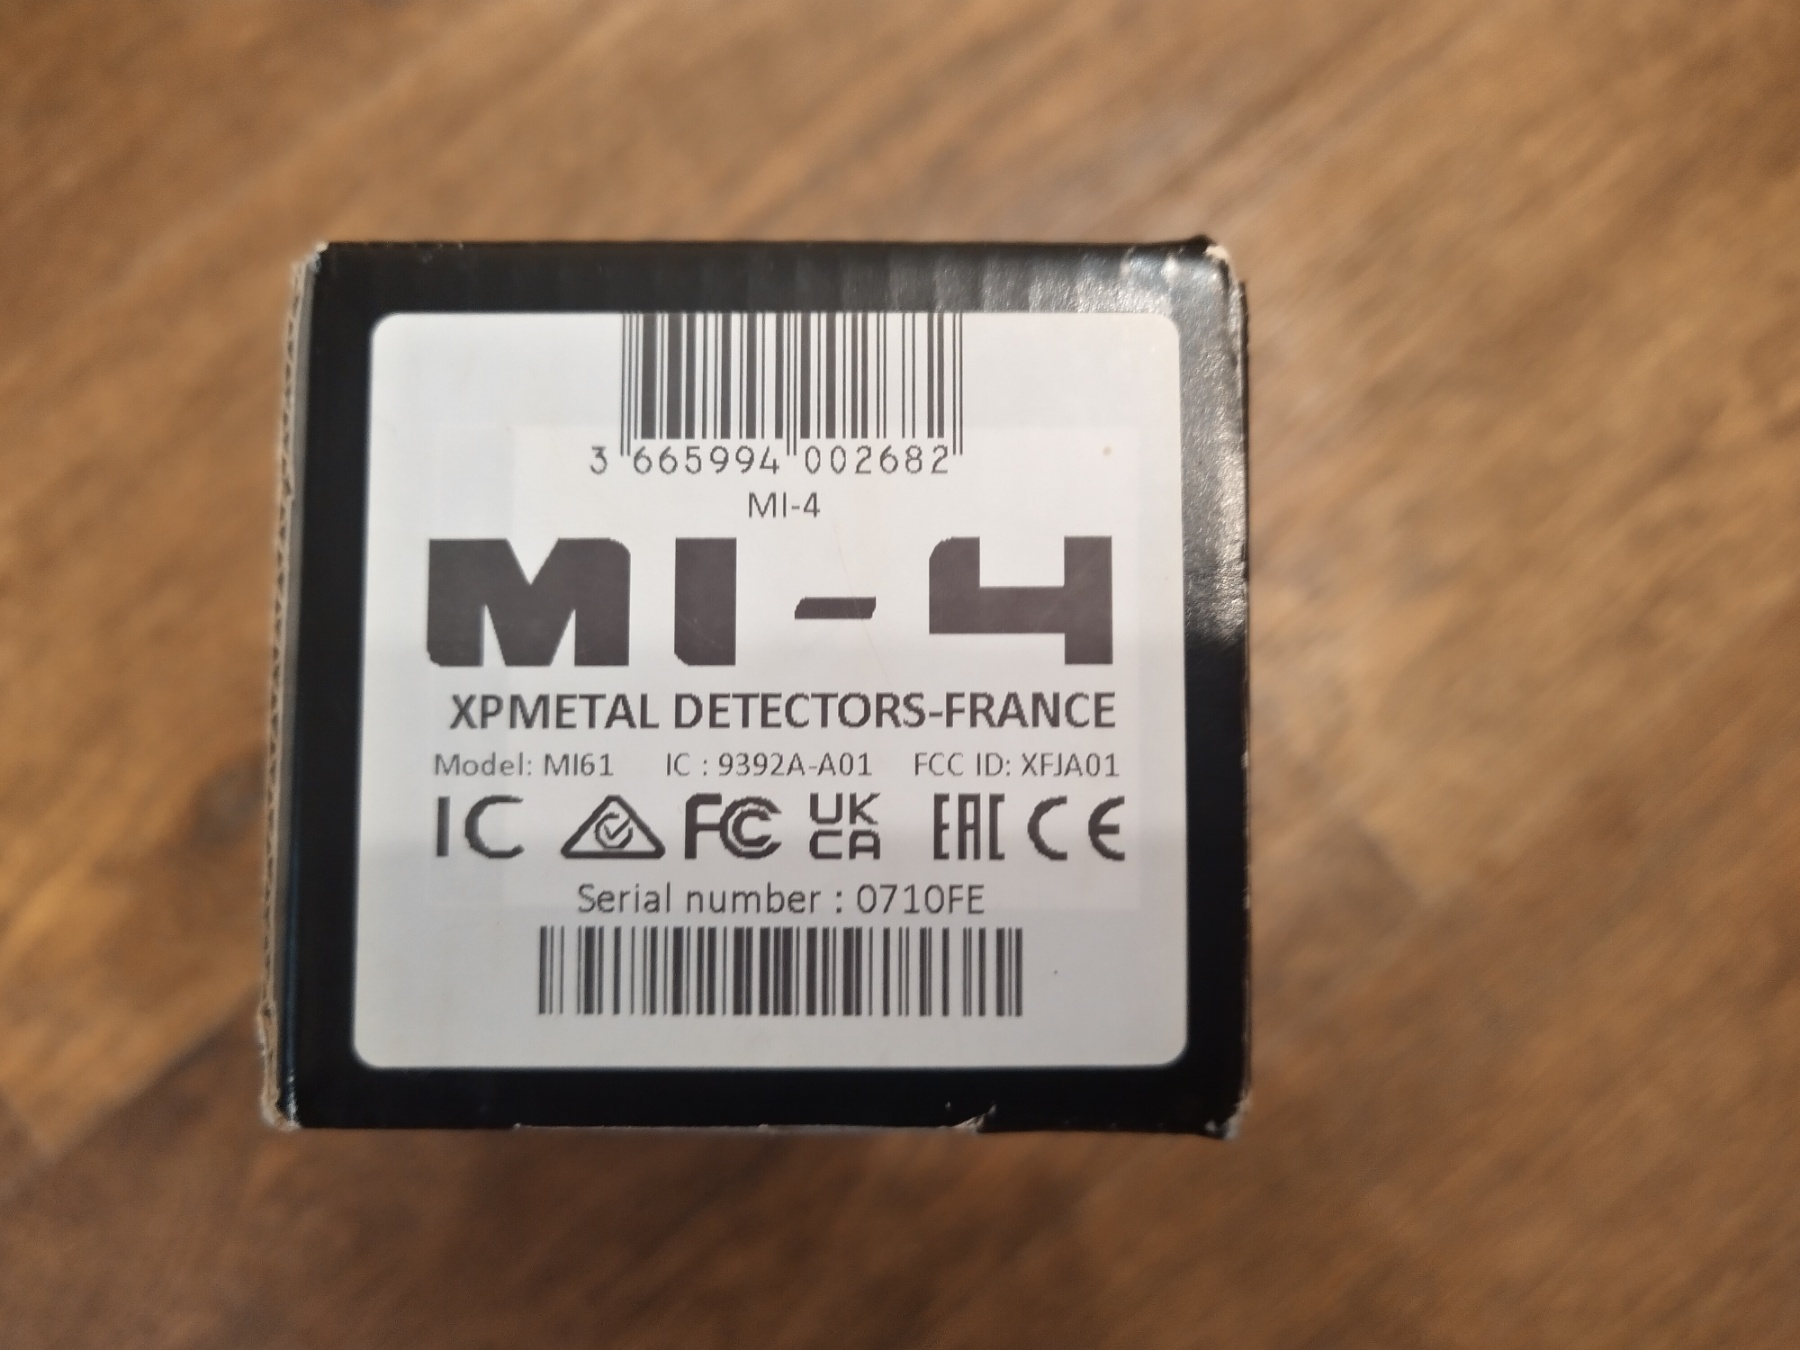 3 665994 002682
MI-4
MI-4
XPMETAL DETECTORS-FRANCE
Model: MI61 IC : 9392A-A01 FCC ID: XFJA01
IC FC UK CA EAC CE
Serial number : 0710FE